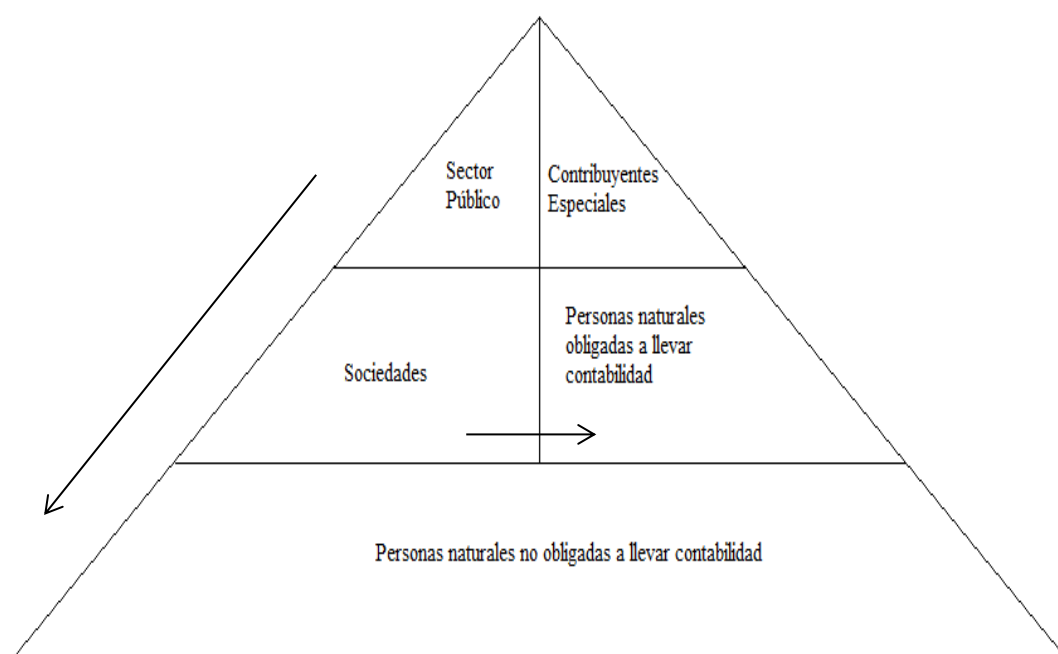 Sector
Público
Contribuyentes
Especiales
Sociedades
Personas naturales
obligadas a llevar
contabilidad
Personas naturales no obligadas a llevar contabilidad